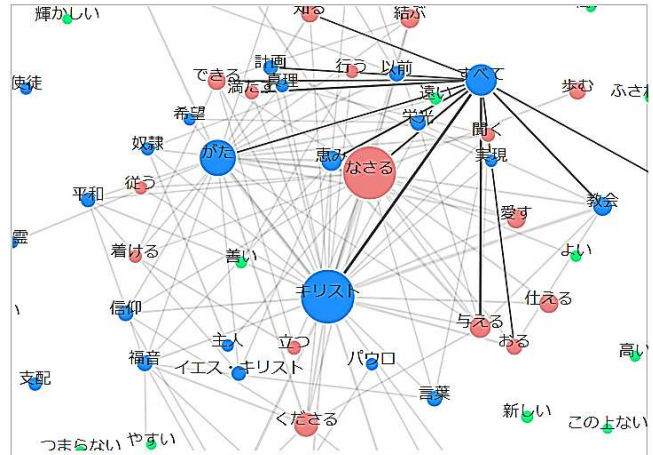 輝かしい
知る
結ぶ
使徒
できる
満たす
計画
真理
行う
以前
すべて
遠い
歩む
希望
栄光
聞く
奴隷
がた
恵み
なさる
実現
平和
従う
教会
愛す
霊
着ける
善い
よい
キリスト
仕える
信仰
与える
おる
主人
立つ
福音
イエス・キリスト
パウロ
高い
支配
言葉
新しい
くださる
この上ない
つまらない
やすい